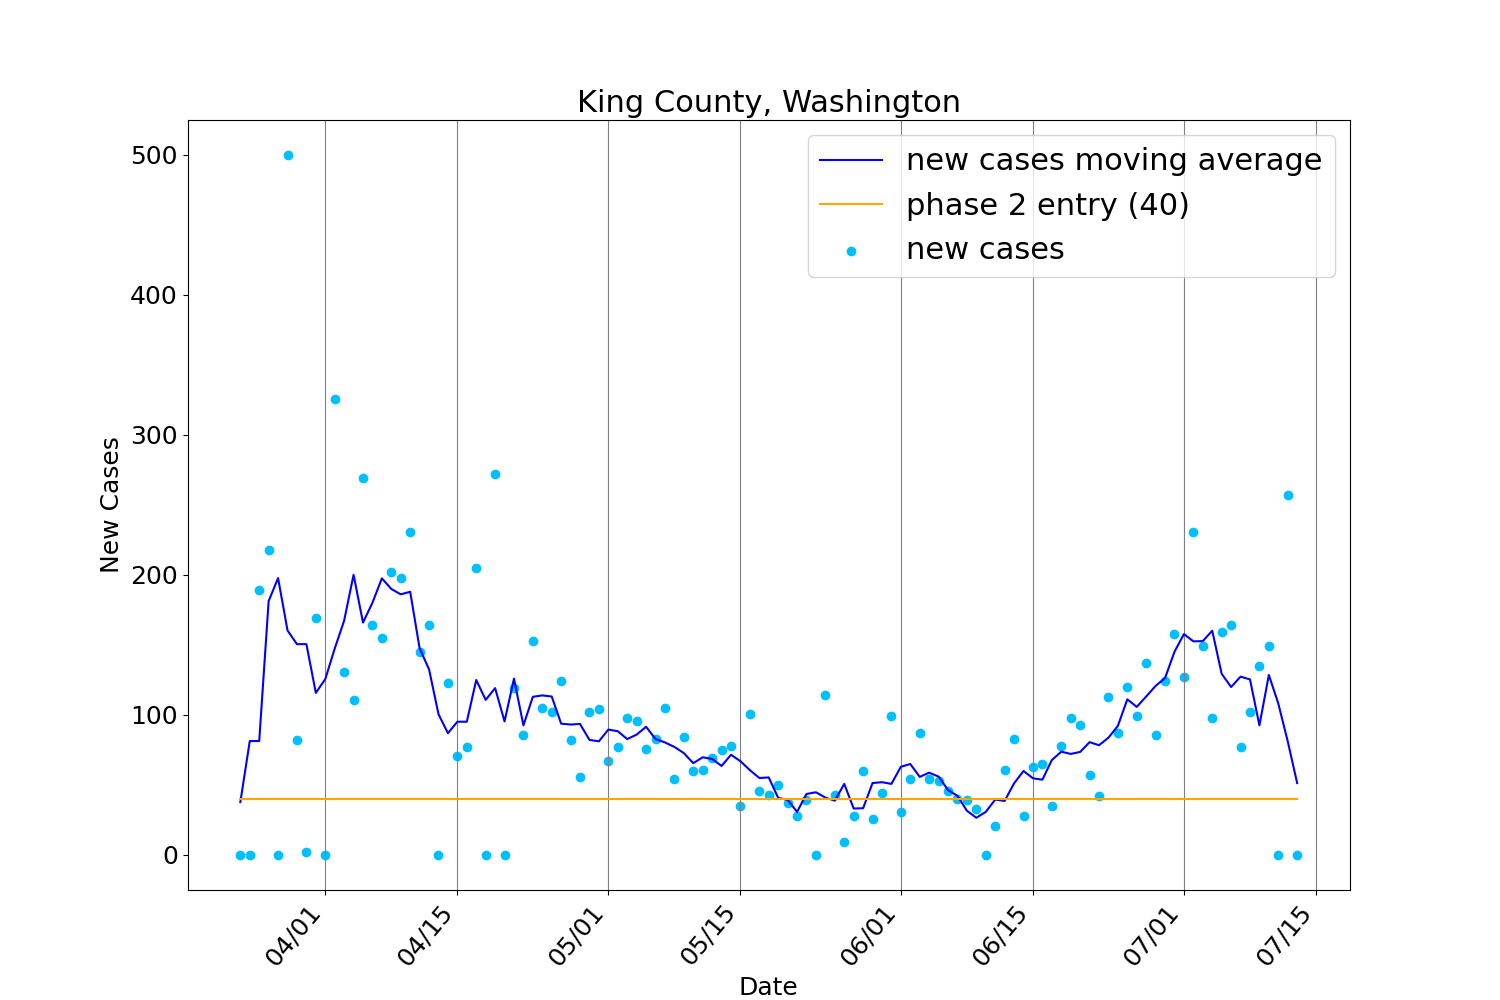 King County, Washington
new cases moving average
phase 2 entry (40)
new cases
500
400
300
200
100
0
New Cases
04/01
04/15
05/01
05/15
06/01
06/15
07/01
07/15
Date